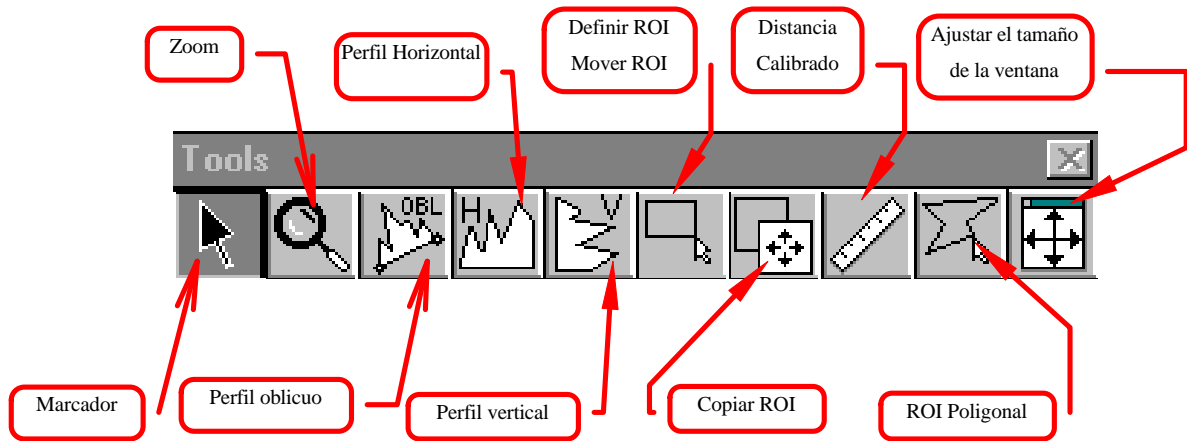 Zoom
Perfil Horizontal
Definir ROI
Mover ROI
Distancia
Calibrado
Ajustar el tamaño
de la ventana
Tools
OBL
H
V
Marcador
Perfil oblicuo
Perfil vertical
Copiar ROI
ROI Poligonal